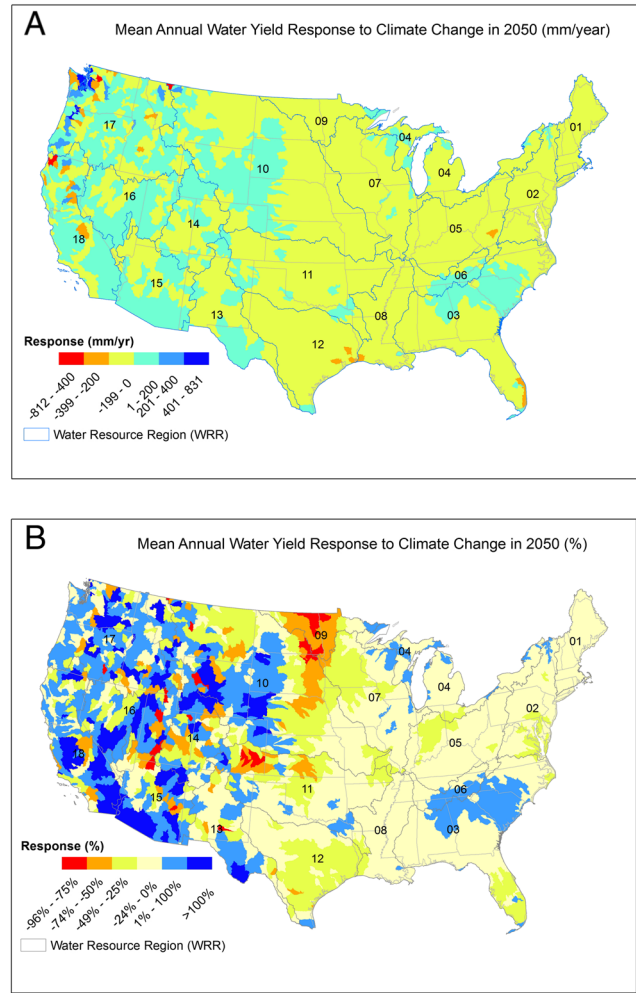 A
Mean Annual Water Yield Response to Climate Change in 2050 (mm/year)
09
01
17
04
10
07
04
02
16
14
05
18
06
15
11
03
13
08
12
Response (mm/yr)
-812 - -400
-399 - -200
-199 - 0
1 - 200
201 - 400
401 - 831
Water Resource Region (WRR)
B
Mean Annual Water Yield Response to Climate Change in 2050 (%)
09
01
17
04
10
07
04
02
16
14
05
18
06
15
11
03
13
08
12
Response (%)
-96% - -75%
-74% - -50%
-49% - -25%
-24% - 0%
1% - 100%
>100%
Water Resource Region (WRR)